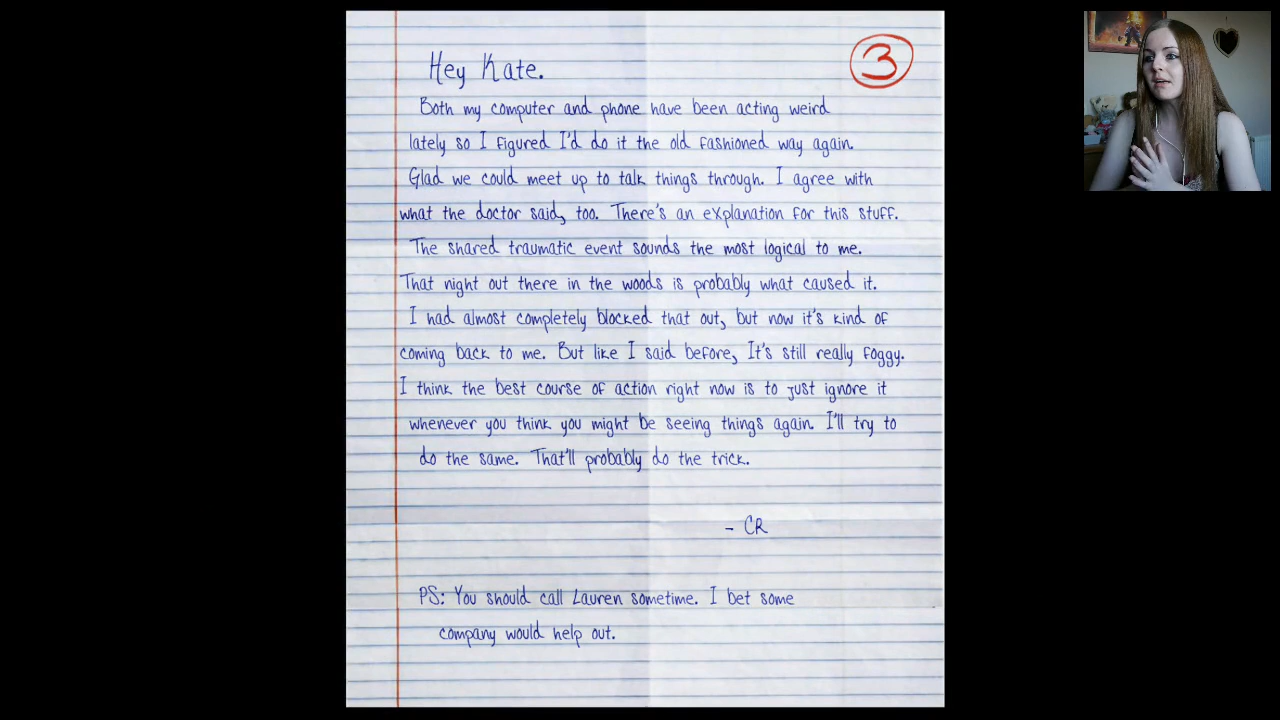 3
Hey Kate.
Both my computer and phone have been acting weird
lately so I figured I'd do it the old fashioned way again.
Glad we could meet up to talk things through. I agree with
what the doctor said, too. There's an explanation for this stuff.
The shared traumatic event sounds the most logical to me.
That night out there in the woods is probably what caused it.
I had almost completely blocked that out, but now it's kind of
coming back to me. But like I said before, It's still really foggy.
I think the best course of action right now is to just ignore it
whenever you think you might be seeing things again. I'll try to
do the same. That'll probably do the trick.
- CR
PS: You should call Lauren sometime. I bet some
company would help out.